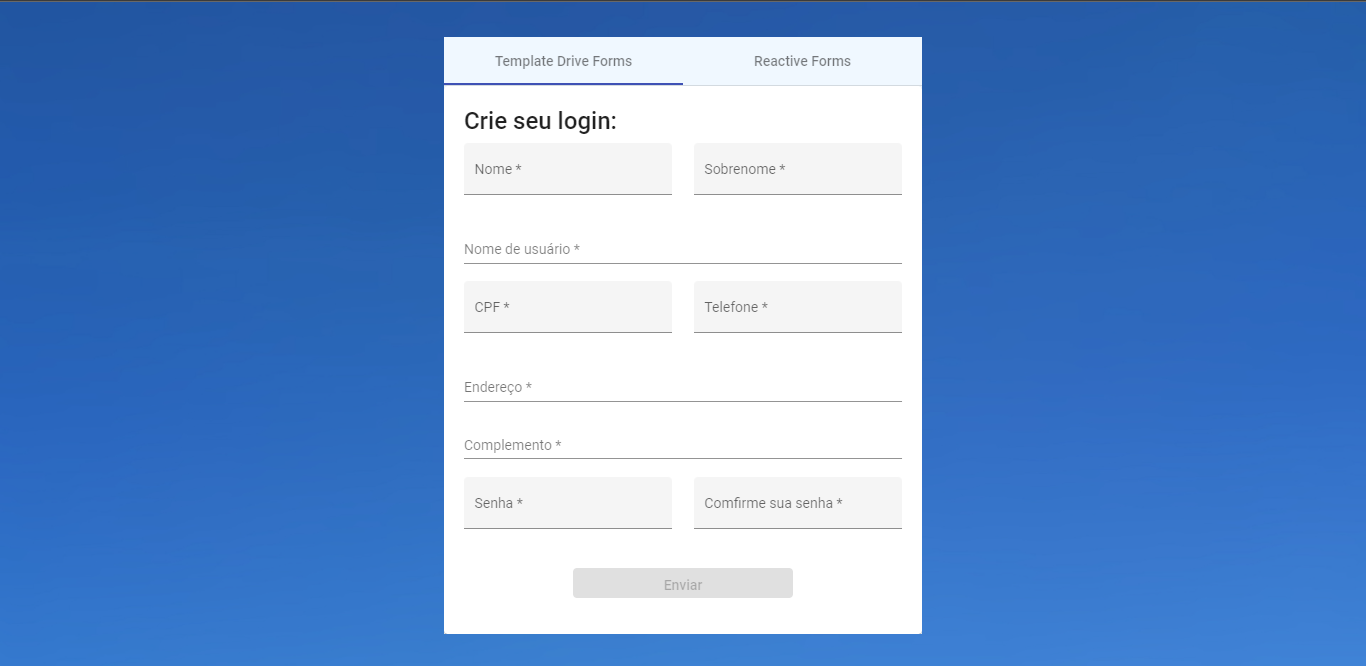 Template Drive Forms
Reactive Forms
Crie seu login:
Nome *
Sobrenome *
Nome de usuário *
CPF *
Telefone *
Endereço *
Complemento *
Senha *
Comfirme sua senha *
Enviar